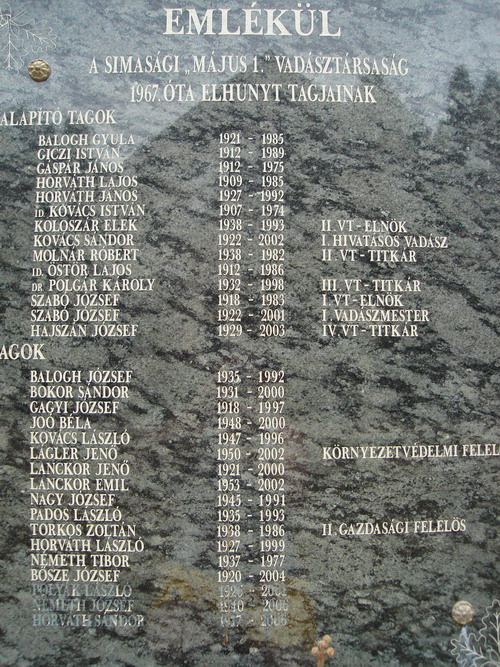 EMLÉKÜL
A SIMASÁGI „MÁJUS 1." VADÁSZTÁRSASÁG
1967. ÓTA ELHUNYT TAGJAINAK
ALAPÍTÓ TAGOK
BALOGH GYULA 1921 - 1985
GICZI ISTVÁN 1912 - 1989
GÁSPÁR JÁNOS 1912 - 1975
HORVÁTH LAJOS 1909 - 1985
HORVÁTH JÁNOS 1927 - 1992
ID. KOVÁCS ISTVÁN 1907 - 1974
KOLOSZÁR ELEK 1938 - 1993 II. VT - ELNÖK
KOVÁCS SÁNDOR 1922 - 2002 I. HIVATÁSOS VADÁSZ
MOLNÁR RÓBERT 1938 - 1982 II. VT - TITKÁR
ID. ÖSTÖR LAJOS 1912 - 1986
DR. POLGÁR KÁROLY 1932 - 1998 III. VT - TITKÁR
SZABÓ JÓZSEF 1918 - 1983 I. VT - ELNÖK
SZABÓ JÓZSEF 1922 - 2001 I. VADÁSZMESTER
HAJSZÁN JÓZSEF 1929 - 2003 IV. VT - TITKÁR
AGOK
BALOGH JÓZSEF 1935 - 1992
BOKOR SÁNDOR 1931 - 2000
GAGYI JÓZSEF 1918 - 1997
JOÓ BÉLA 1948 - 2000
KOVÁCS LÁSZLÓ 1947 - 1996
LÁGLER JENŐ 1950 - 2002 KÖRNYEZETVÉDELMI FELEL
LANCKOR JENŐ 1921 - 2000
LANCKOR EMIL 1953 - 2002
NAGY JÓZSEF 1945 - 1991
PADOS LÁSZLÓ 1935 - 1993
TORKOS ZOLTÁN 1938 - 1986 II. GAZDASÁGI FELELŐS
HORVÁTH LÁSZLÓ 1927 - 1999
NÉMETH TIBOR 1937 - 1977
BŐSZE JÓZSEF 1920 - 2004
POLYÁK LÁSZLÓ
NÉMETH JÓZSEF
HORVÁTH SÁNDOR